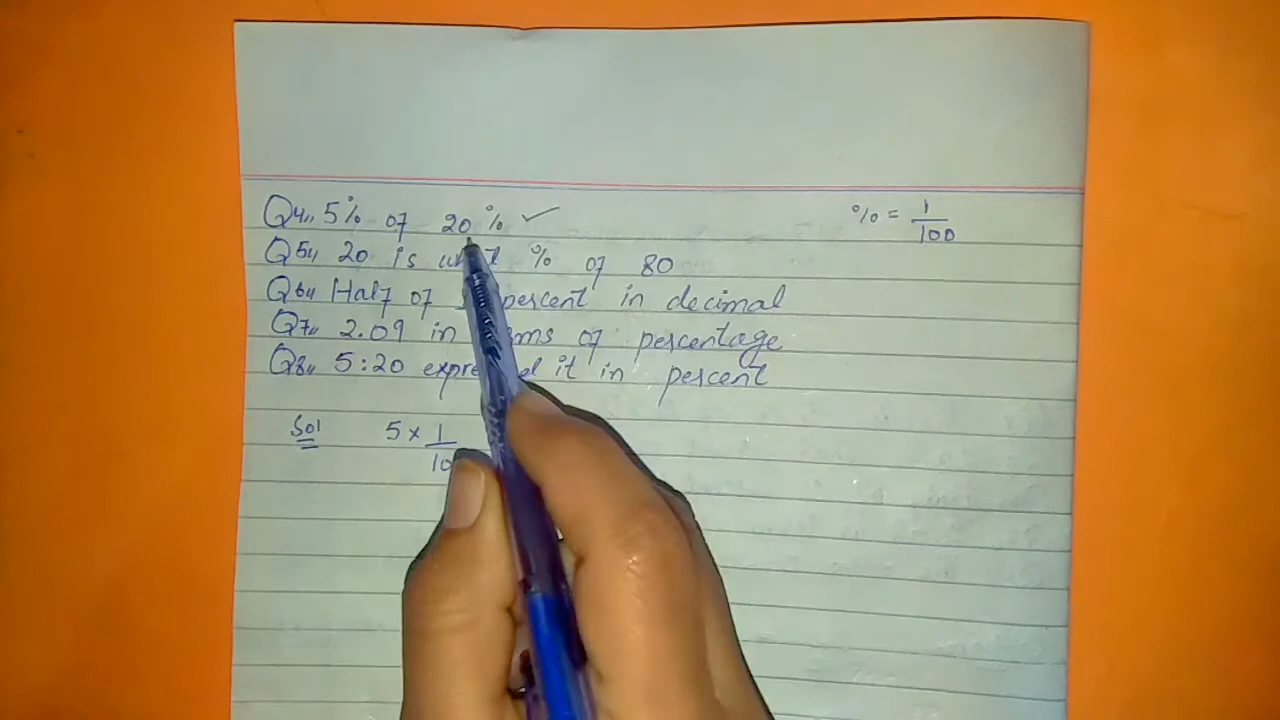 Q4,, 5% of 20% ✓
% = 1/100
Q5,, 20 is % of 80
Q6,, Half of percent in decimal
Q7,, 2.09 in of percentage
Q8,, 5:20 it in percent
Sol 5 × 1/10